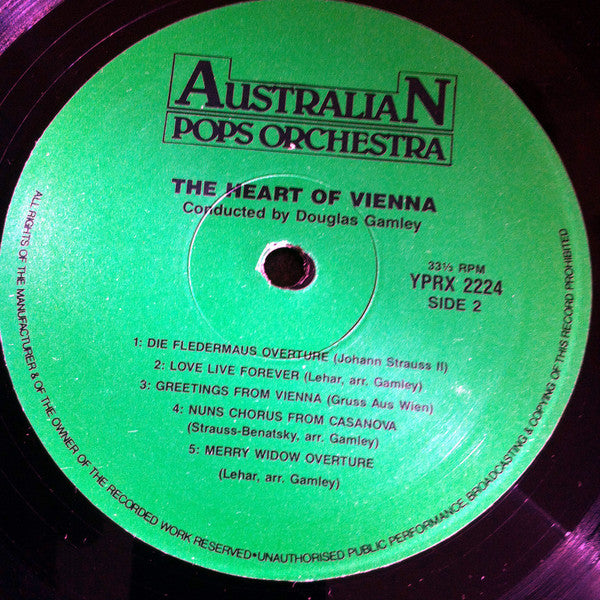 AUSTRALIAN
POPS ORCHESTRA
THE HEART OF VIENNA
Conducted by Douglas Gamley
33⅓ RPM
YPRX 2224
SIDE 2
1: DIE FLEDERMAUS OVERTURE (Johann Strauss II)
2: LOVE LIVE FOREVER (Lehar, arr. Gamley)
3: GREETINGS FROM VIENNA (Gruss Aus Wien)
4: NUNS CHORUS FROM CASANOVA
(Strauss-Benatsky, arr. Gamley)
5: MERRY WIDOW OVERTURE
(Lehar, arr. Gamley)
ALL RIGHTS OF THE MANUFACTURER & OF THE OWNER OF THE RECORDED WORK RESERVED•UNAUTHORISED PUBLIC PERFORMANCE, BROADCASTING & COPYING OF THIS RECORD PROHIBITED